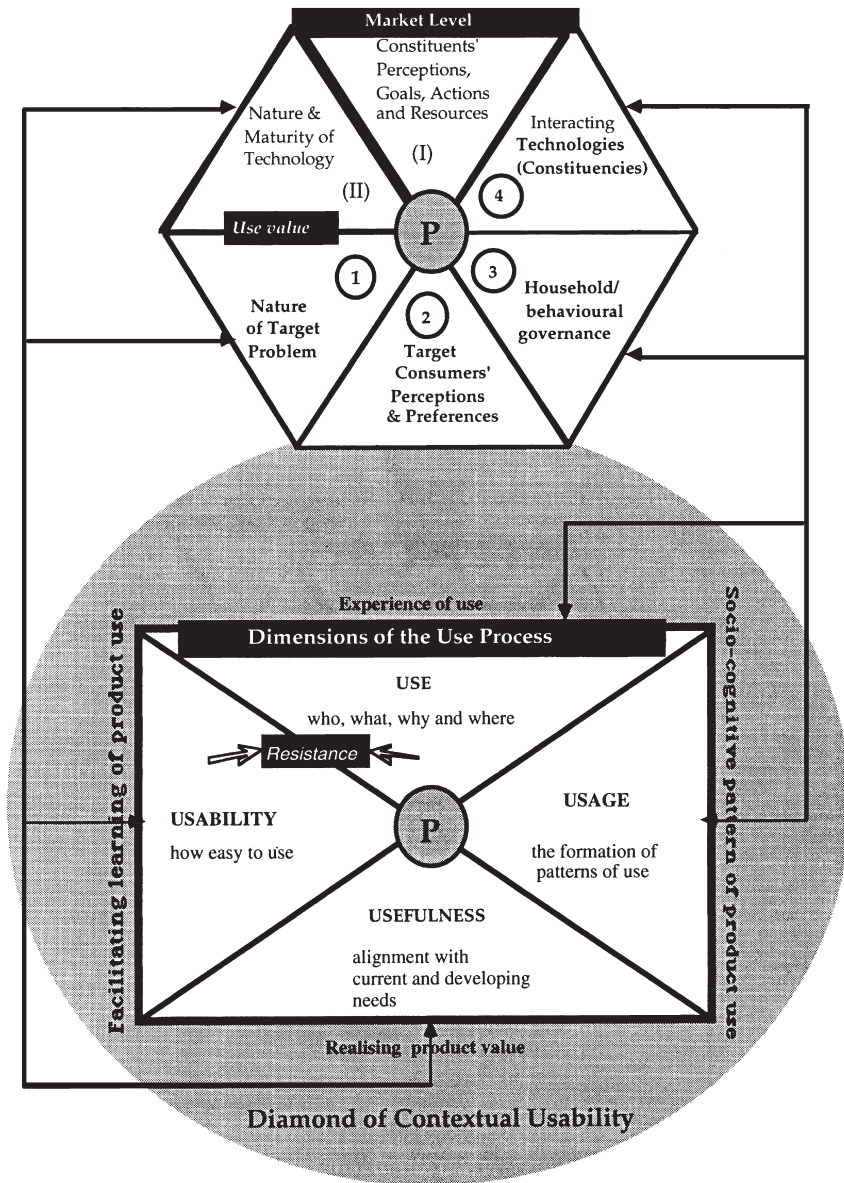 Market Level
Constituents'
Perceptions,
Goals, Actions
and Resources
(I)
Nature &
Maturity of
Technology
(II)
Interacting
Technologies
(Constituencies)
4
Use value
P
1
Nature
of Target
Problem
2
Target
Consumers'
Perceptions
& Preferences
3
Household/
behavioural
governance
Experience of use
Dimensions of the Use Process
Facilitating learning of product use
Socio-cognitive pattern of product use
USE
who, what, why and where
Resistance
USABILITY
how easy to use
P
USAGE
the formation of
patterns of use
USEFULNESS
alignment with
current and developing
needs
Realising product value
Diamond of Contextual Usability